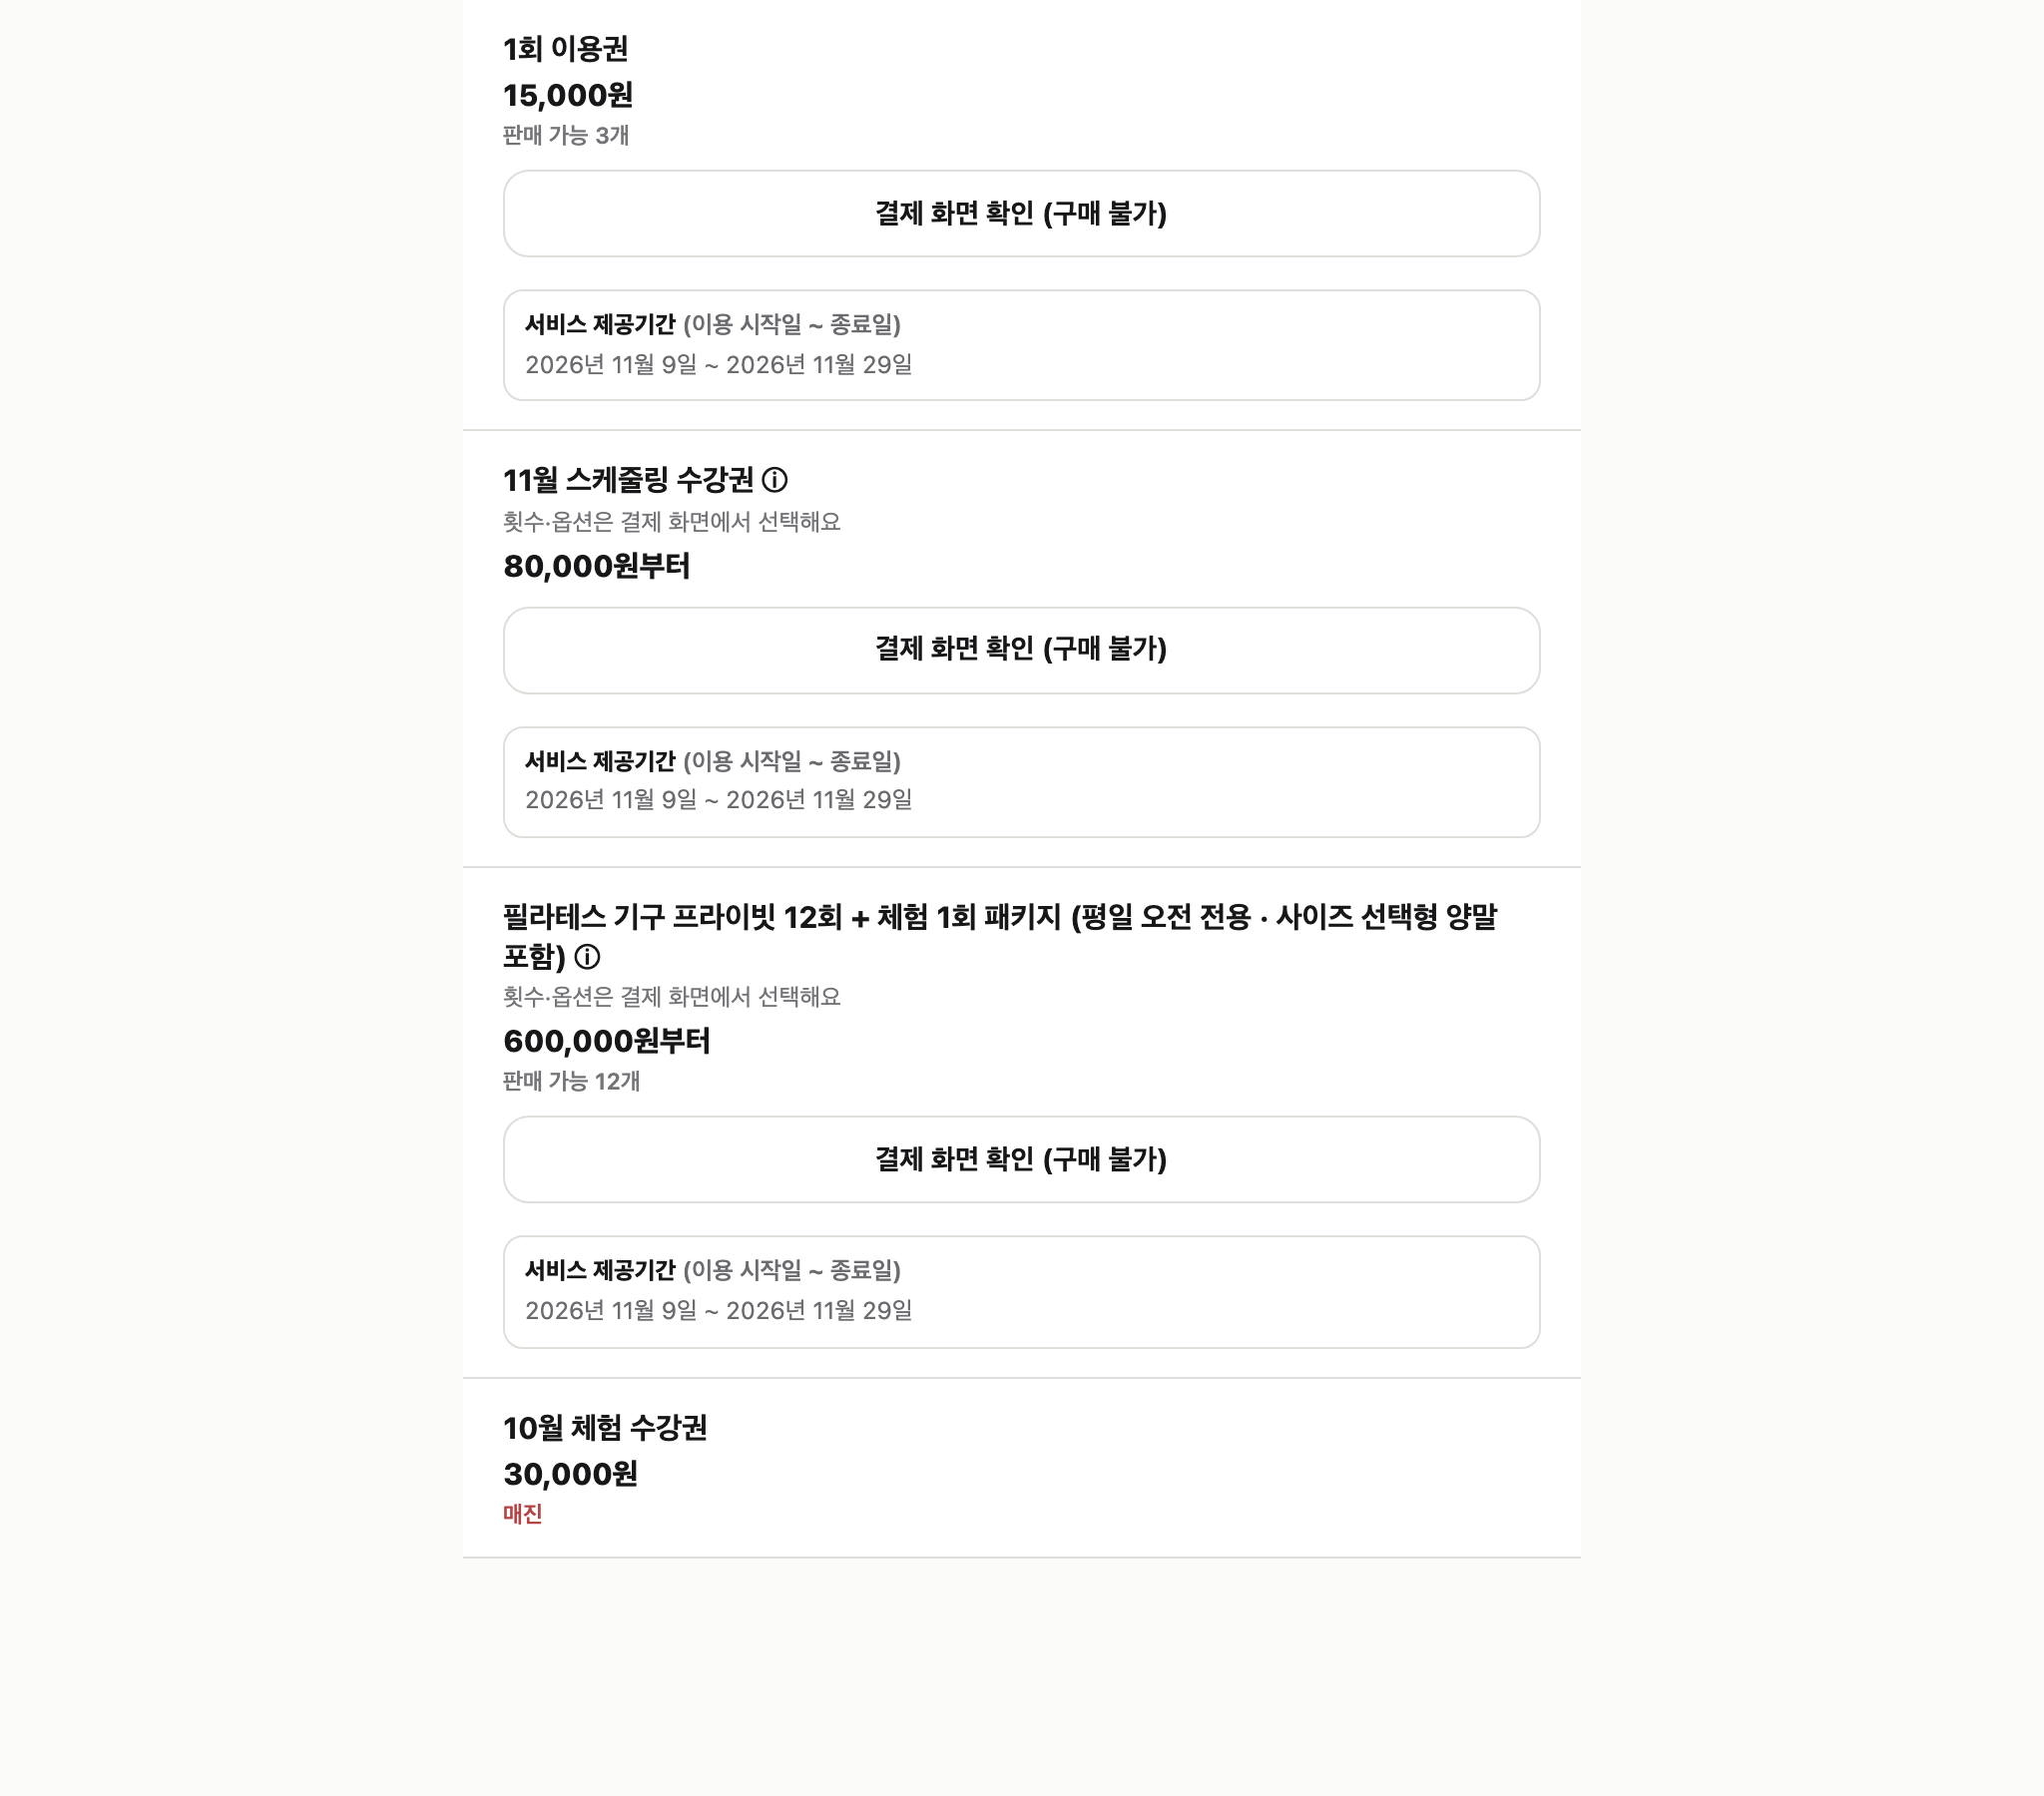 1회 이용권
15,000원
판매 가능 3개
결제 화면 확인 (구매 불가)
서비스 제공기간 (이용 시작일 ~ 종료일)
2026년 11월 9일 ~ 2026년 11월 29일
11월 스케줄링 수강권 ⓘ
횟수·옵션은 결제 화면에서 선택해요
80,000원부터
결제 화면 확인 (구매 불가)
서비스 제공기간 (이용 시작일 ~ 종료일)
2026년 11월 9일 ~ 2026년 11월 29일
필라테스 기구 프라이빗 12회 + 체험 1회 패키지 (평일 오전 전용 · 사이즈 선택형 양말
포함) ⓘ
횟수·옵션은 결제 화면에서 선택해요
600,000원부터
판매 가능 12개
결제 화면 확인 (구매 불가)
서비스 제공기간 (이용 시작일 ~ 종료일)
2026년 11월 9일 ~ 2026년 11월 29일
10월 체험 수강권
30,000원
매진